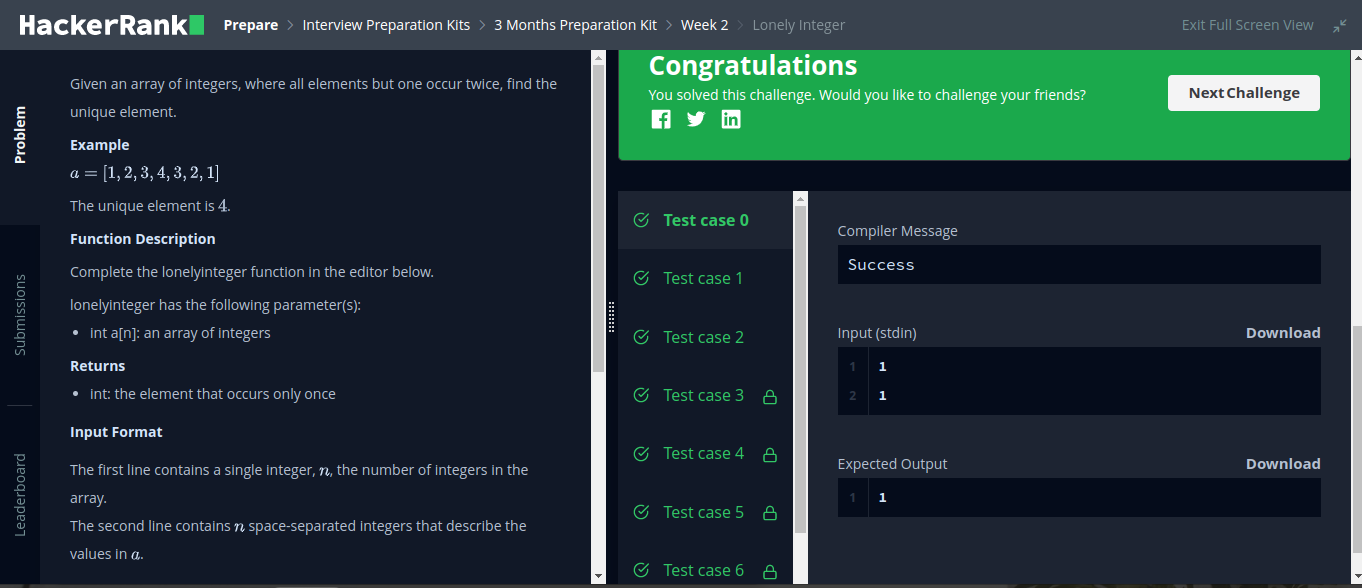 HackerRank
Prepare > Interview Preparation Kits > 3 Months Preparation Kit > Week 2 > Lonely Integer
Exit Full Screen View
Problem
Submissions
Leaderboard
Given an array of integers, where all elements but one occur twice, find the
unique element.
Example
a = [1, 2, 3, 4, 3, 2, 1]
The unique element is 4.
Function Description
Complete the lonelyinteger function in the editor below.
lonelyinteger has the following parameter(s):
• int a[n]: an array of integers
Returns
• int: the element that occurs only once
Input Format
The first line contains a single integer, n, the number of integers in the
array.
The second line contains n space-separated integers that describe the
values in a.
Congratulations
You solved this challenge. Would you like to challenge your friends?
Next Challenge
Test case 0
Test case 1
Test case 2
Test case 3
Test case 4
Test case 5
Test case 6
Compiler Message
Success
Input (stdin)
Download
1 1
2 1
Expected Output
Download
1 1